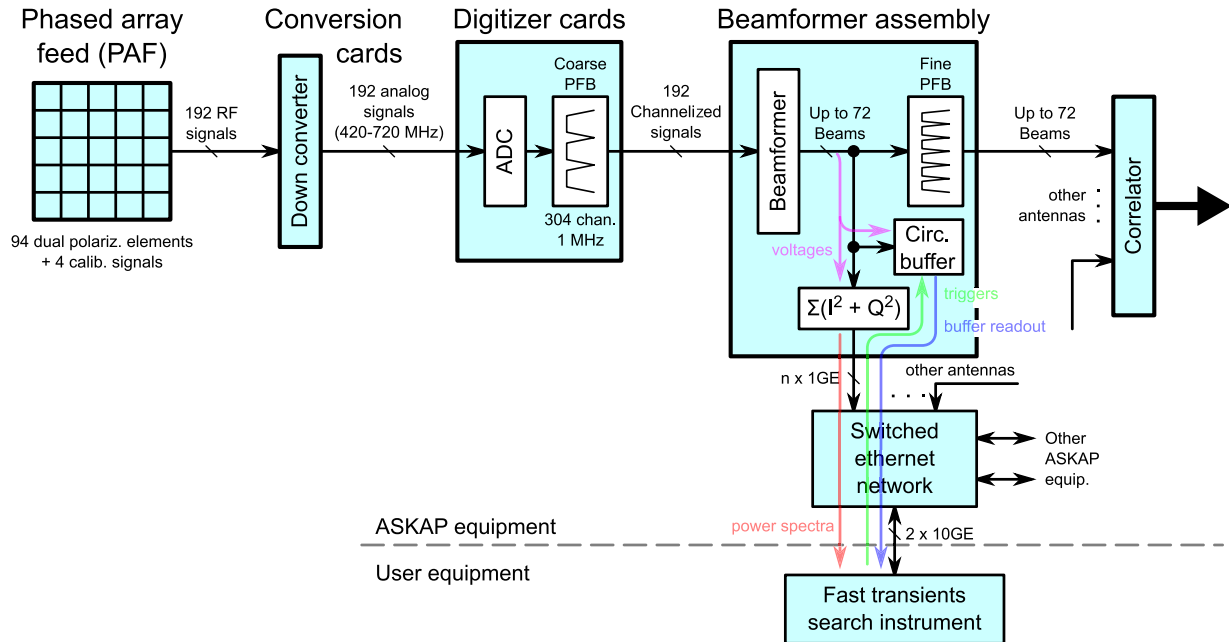 Phased array
feed (PAF)
Conversion
cards
Digitizer cards
Beamformer assembly
192 RF
signals
94 dual polariz. elements
+ 4 calib. signals
Down converter
192 analog
signals
(420-720 MHz)
ADC
Coarse
PFB
304 chan.
1 MHz
192
Channelized
signals
Beamformer
Up to 72
Beams
Fine
PFB
voltages
Circ.
buffer
Σ(I² + Q²)
triggers
buffer readout
Up to 72
Beams
other
antennas
Correlator
n x 1GE
other antennas
Switched
ethernet
network
Other
ASKAP
equip.
ASKAP equipment
power spectra
2 x 10GE
User equipment
Fast transients
search instrument